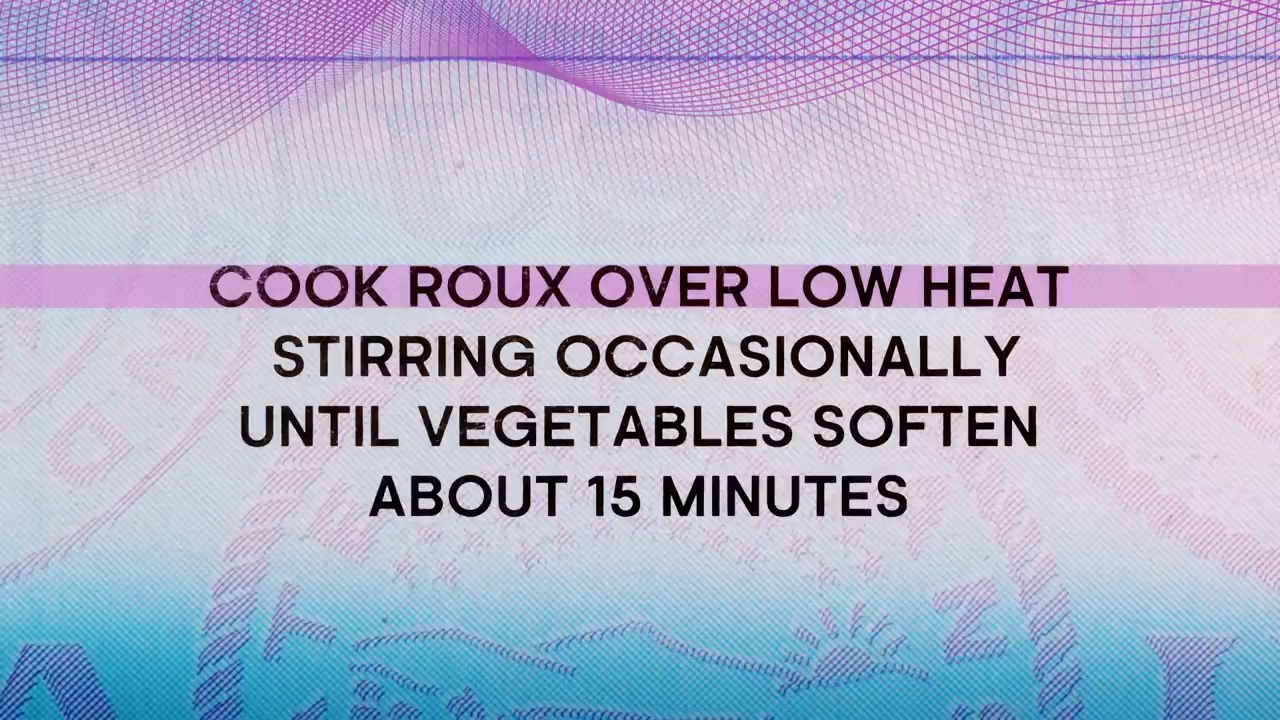 COOK ROUX OVER LOW HEAT
STIRRING OCCASIONALLY
UNTIL VEGETABLES SOFTEN
ABOUT 15 MINUTES